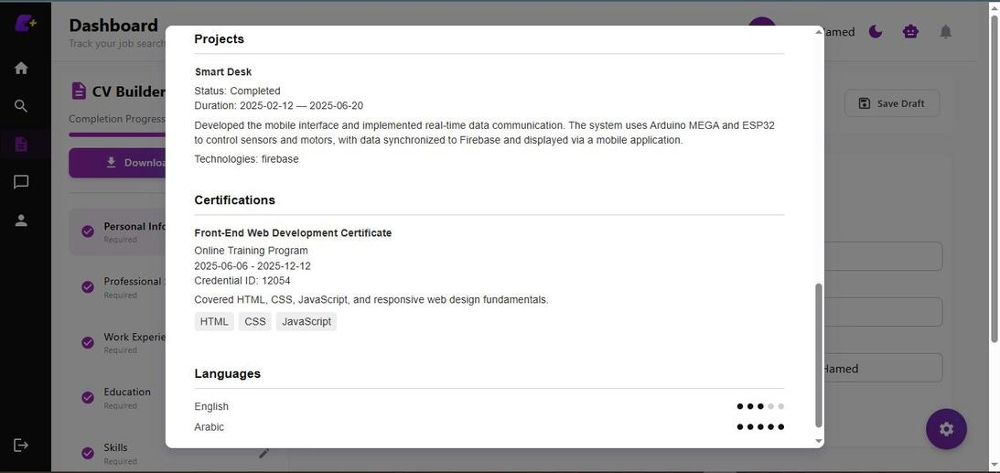 Dashboard
Track your job search
Hamed
CV Builder
Completion Progress
Save Draft
Personal Info
Required
Professional
Required
Work Experie
Required
Education
Required
Skills
Required
Hamed
Projects
Smart Desk
Status: Completed
Duration: 2025-02-12 — 2025-06-20
Developed the mobile interface and implemented real-time data communication. The system uses Arduino MEGA and ESP32
to control sensors and motors, with data synchronized to Firebase and displayed via a mobile application.
Technologies: firebase
Certifications
Front-End Web Development Certificate
Online Training Program
2025-06-06 - 2025-12-12
Credential ID: 12054
Covered HTML, CSS, JavaScript, and responsive web design fundamentals.
HTML CSS JavaScript
Languages
English
Arabic